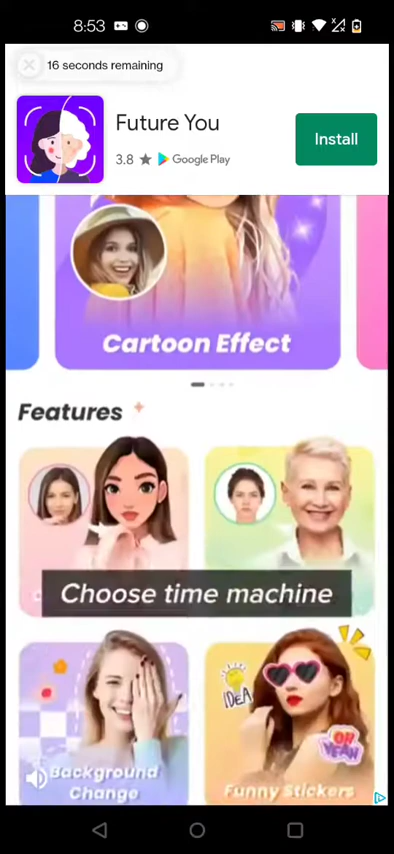 8:53
16 seconds remaining
Future You
Install
3.8 ★ Google Play
Cartoon Effect
Features
Choose time machine
IDEA
OH YEAH
Background Change
Funny Stickers